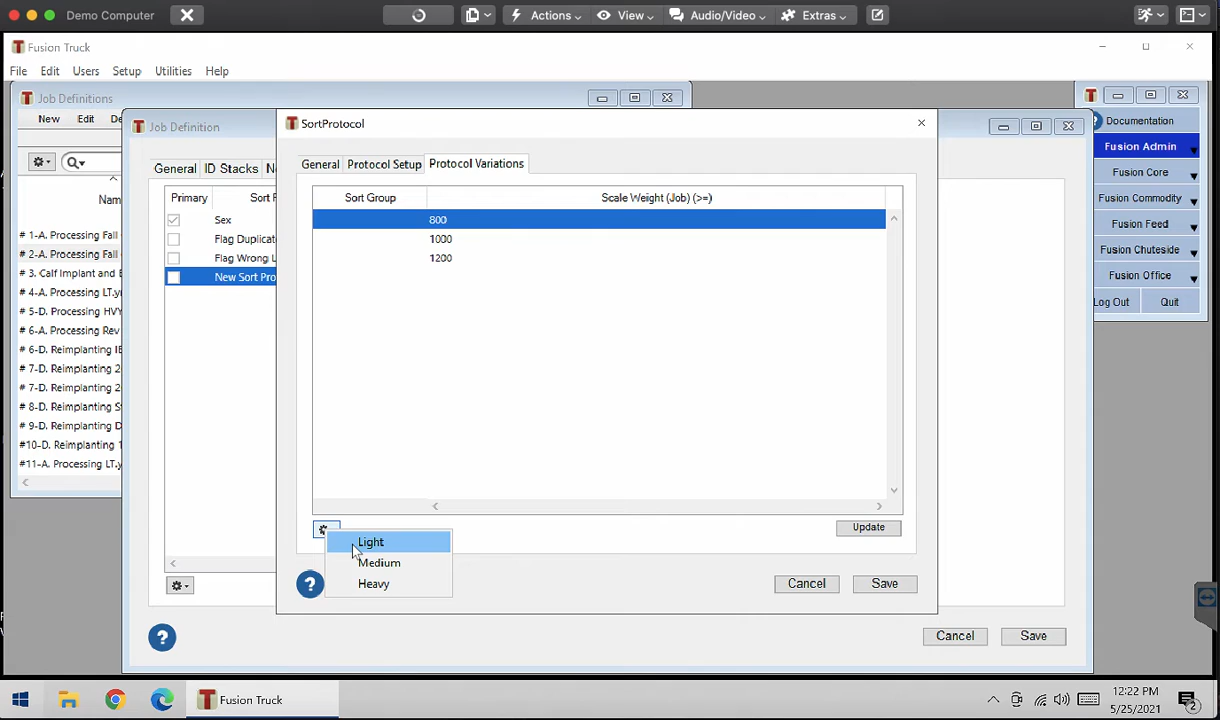 Demo Computer
Actions
View
Audio/Video
Extras
Fusion Truck
File Edit Users Setup Utilities Help
Job Definitions
New Edit De
Job Definition
SortProtocol
Documentation
Fusion Admin
Fusion Core
Fusion Commodity
Fusion Feed
Fusion Chuteside
Fusion Office
Log Out Quit
General ID Stacks
General Protocol Setup Protocol Variations
Primary Sort
Sort Group Scale Weight (Job) (>=)
Sex
Flag Duplicat
Flag Wrong L
New Sort Pro
800
1000
1200
Nam
# 1-A. Processing Fall
# 2-A. Processing Fall
# 3. Calf Implant and
# 4-A. Processing LT.yr
# 5-D. Processing HVY
# 6-A. Processing Rev
# 6-D. Reimplanting
# 7-D. Reimplanting 2
# 7-D. Reimplanting 2
# 8-D. Reimplanting
# 9-D. Reimplanting
#10-D. Reimplanting 1
#11-A. Processing LT.y
Light
Medium
Heavy
Update
?
Cancel Save
?
Cancel Save
Fusion Truck
12:22 PM
5/25/2021
2